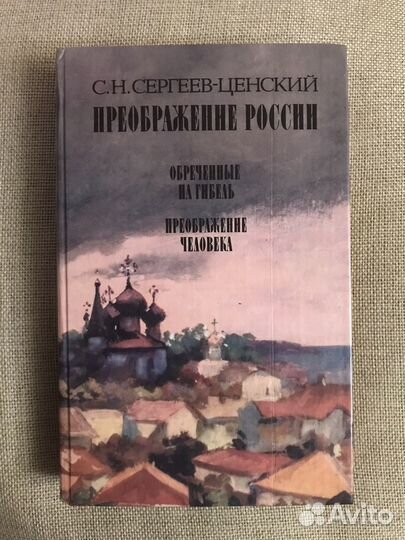 С.Н. СЕРГЕЕВ-ЦЕНСКИЙ
ПРЕОБРАЖЕНИЕ РОССИИ
ОБРЕЧЕННЫЕ
НА ГИБЕЛЬ
ПРЕОБРАЖЕНИЕ
ЧЕЛОВЕКА
Avito